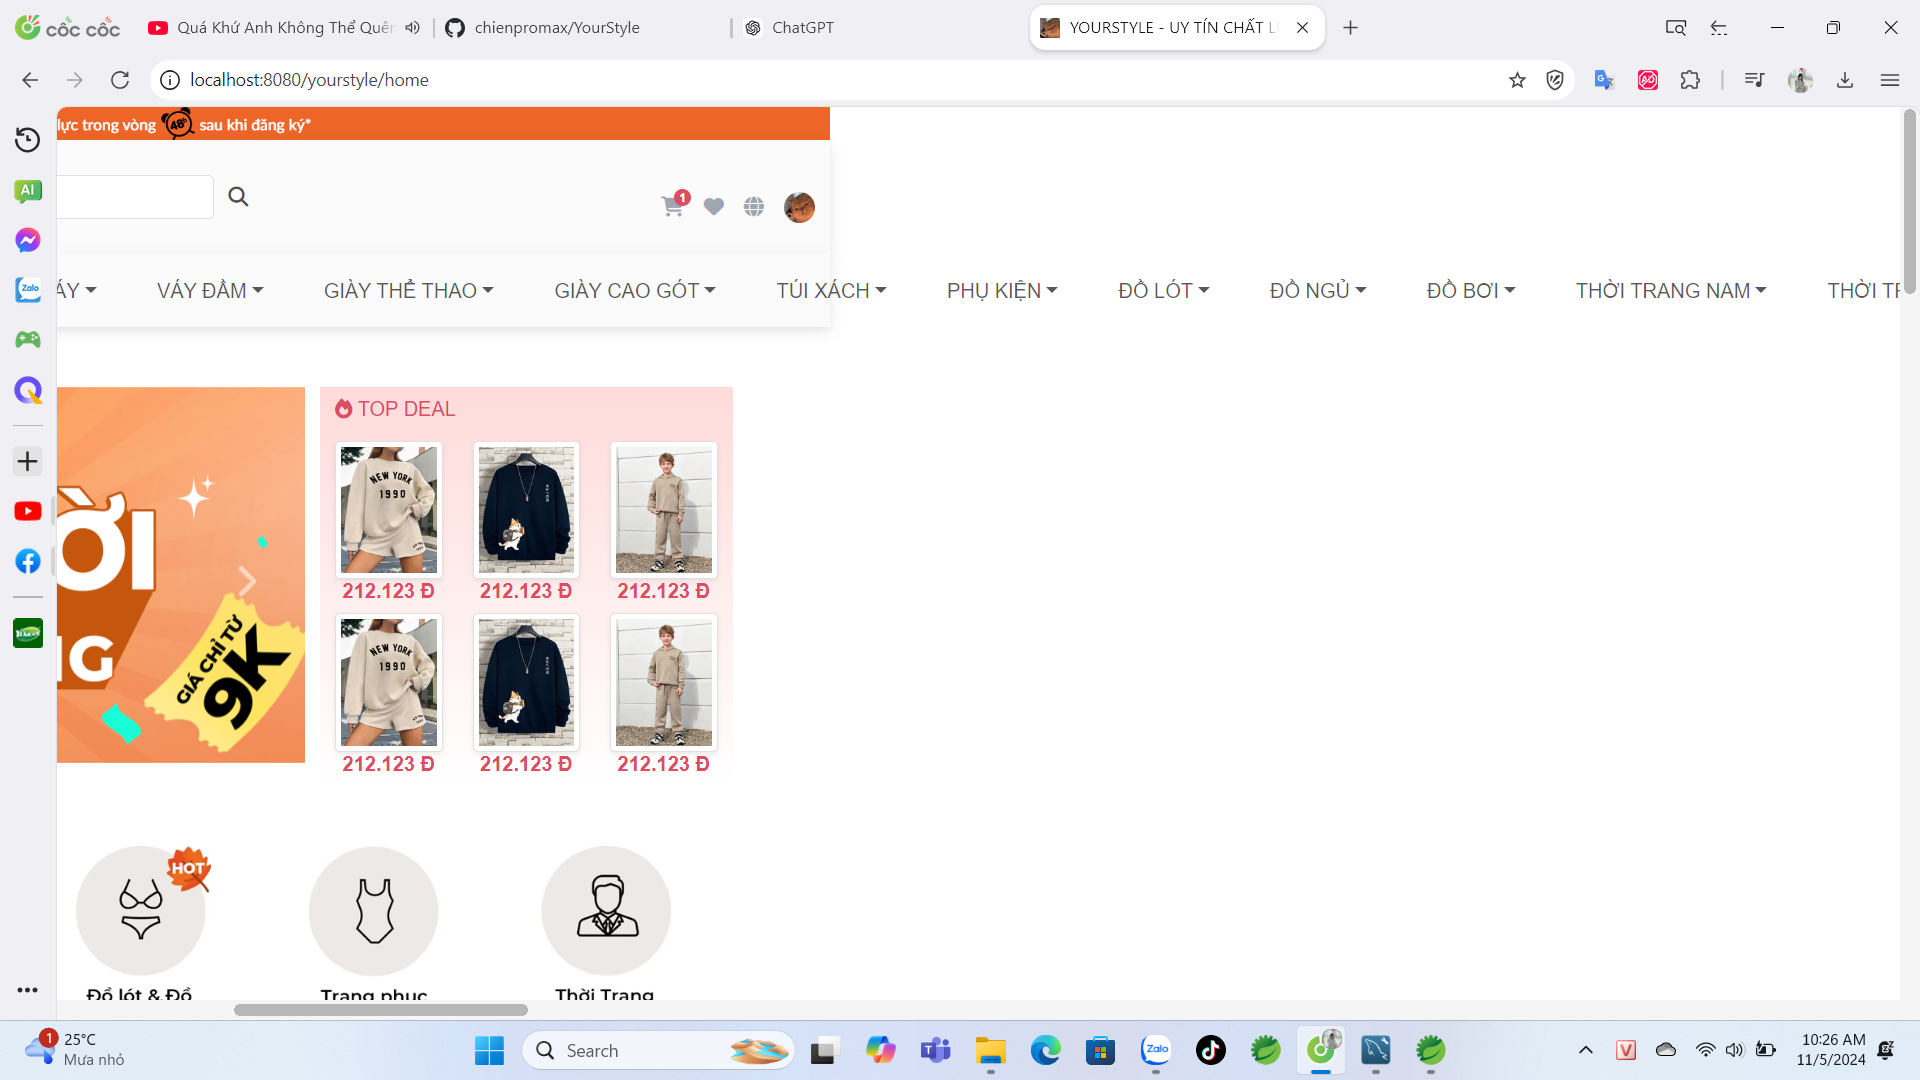 cốc cốc
Quá Khứ Anh Không Thể Quên
chienpromax/YourStyle
ChatGPT
YOURSTYLE - UY TÍN CHẤT L
localhost:8080/yourstyle/home
lực trong vòng 48h sau khi đăng ký*
1
ÁY
VÁY ĐẦM
GIÀY THỂ THAO
GIÀY CAO GÓT
TÚI XÁCH
PHỤ KIỆN
ĐỒ LÓT
ĐỒ NGỦ
ĐỒ BƠI
THỜI TRANG NAM
THỜI TR
AI
Zalo
TOP DEAL
NEW YORK
1990
212.123 Đ
212.123 Đ
212.123 Đ
NEW YORK
1990
212.123 Đ
212.123 Đ
212.123 Đ
ỜI
NG
GIÁ CHỈ TỪ
9K
HOT
Đồ lót & Đồ
Trang phục
Thời Trang
1
25°C
Mưa nhỏ
Search
Zalo
V
10:26 AM
11/5/2024